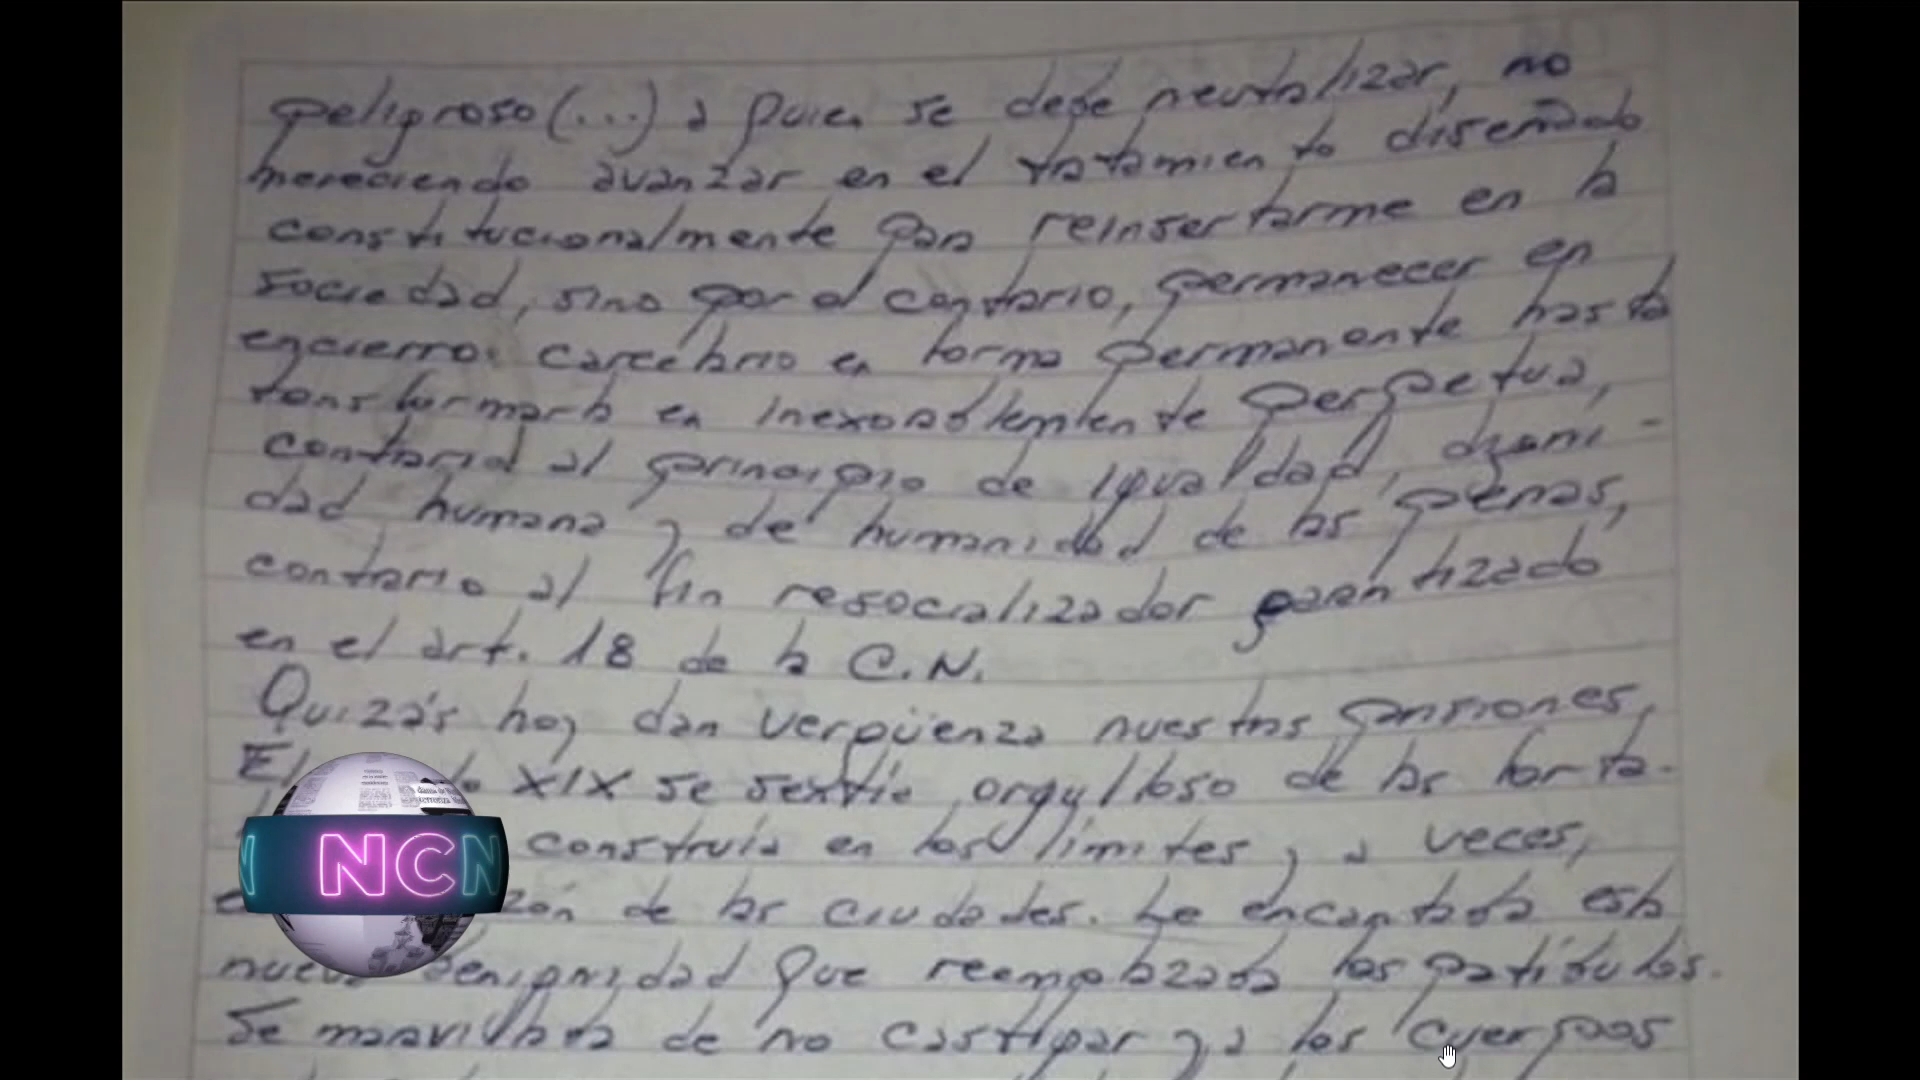 peligroso (...) a quien se debe neutralizar, no
mereciendo avanzar en el tratamiento diseñado
constitucionalmente para reinsertarme en la
sociedad, sino por el contrario, permanecer en
encierro carcelario en forma permanente hasta
transformarla en inexorablemente perpetua,
contraria al principio de igualdad, digni-
dad humana y de humanidad de las penas,
contrario al fin resocializador garantizado
en el art. 18 de la C.N.
Quizás hoy dan vergüenza nuestras prisiones,
El XIX se sentía orgulloso de las forta-
construía en los límites y a veces,
de las ciudades. Le encantaba esta
nueva benignidad que reemplazaba los patíbulos.
Se maravillaba de no castigar ya los cuerpos
NCN